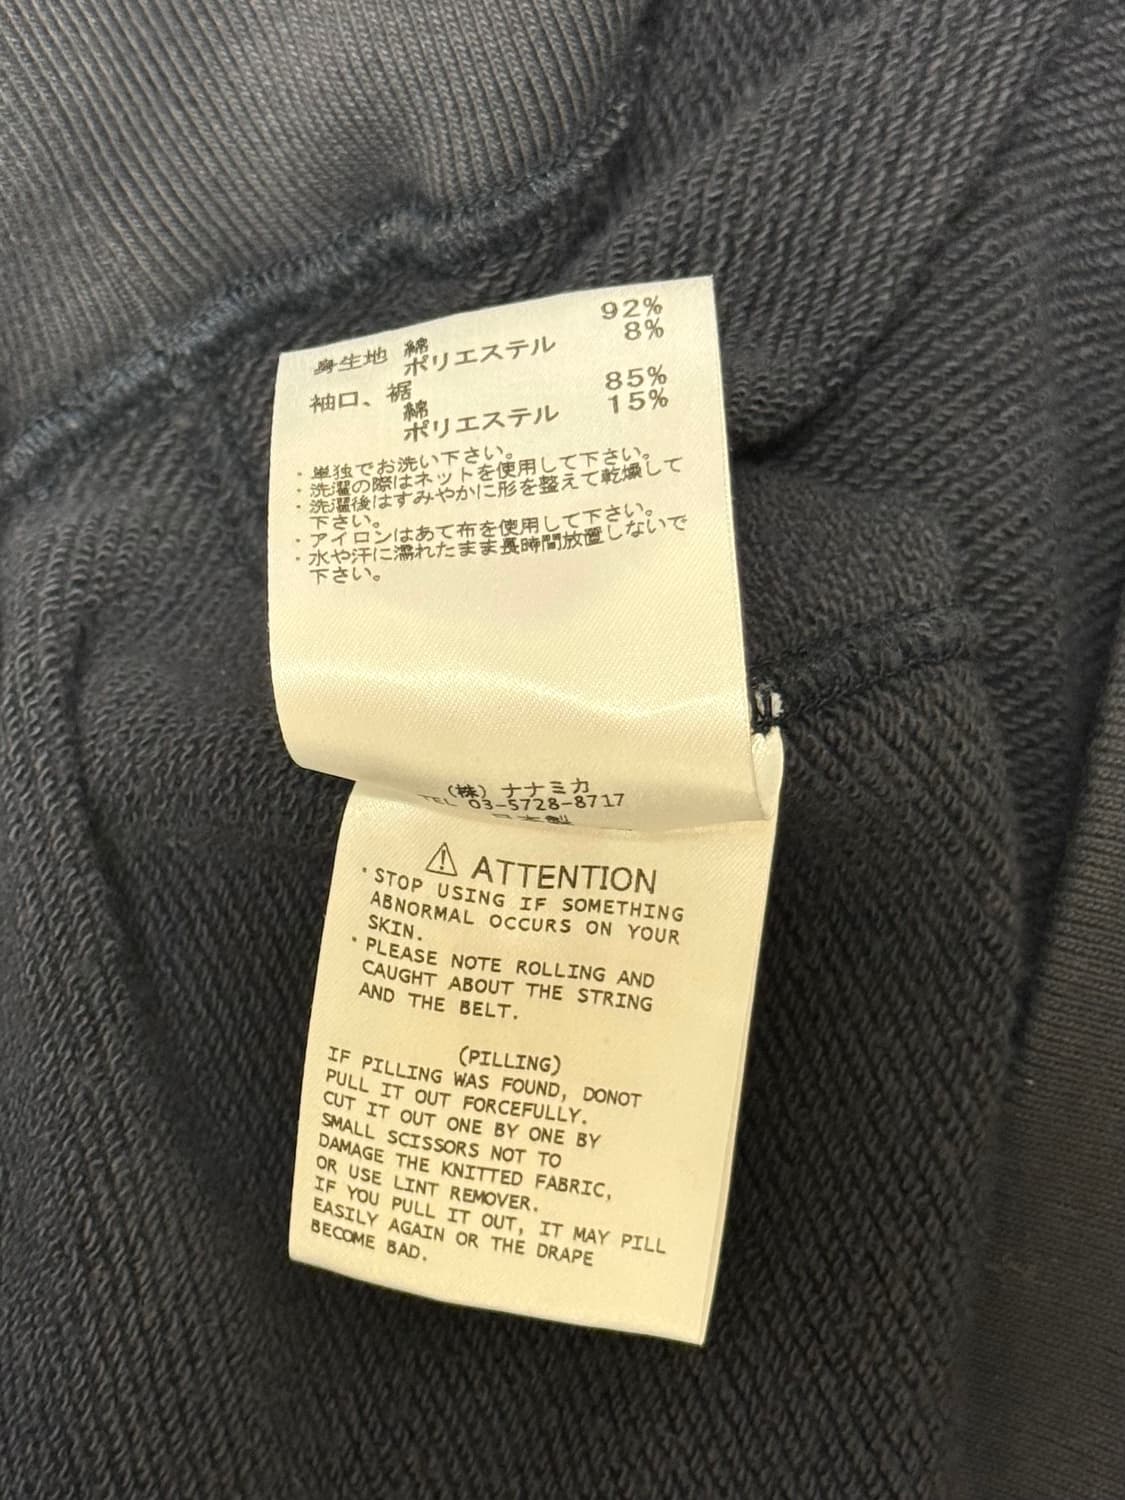 身生地 綿 92%
ポリエステル 8%
袖口、裾
綿 85%
ポリエステル 15%
・単独でお洗い下さい。
・洗濯の際はネットを使用して下さい。
・洗濯後はすみやかに形を整えて乾燥して
下さい。
・アイロンはあて布を使用して下さい。
・水や汗に濡れたまま長時間放置しないで
下さい。
(株)ナナミカ
TEL 03-5728-8717
日本製
⚠ ATTENTION
・STOP USING IF SOMETHING
ABNORMAL OCCURS ON YOUR
SKIN.
・PLEASE NOTE ROLLING AND
CAUGHT ABOUT THE STRING
AND THE BELT.
(PILLING)
IF PILLING WAS FOUND, DONOT
PULL IT OUT FORCEFULLY.
CUT IT OUT ONE BY ONE BY
SMALL SCISSORS NOT TO
DAMAGE THE KNITTED FABRIC,
OR USE LINT REMOVER.
IF YOU PULL IT OUT, IT MAY PILL
EASILY AGAIN OR THE DRAPE
BECOME BAD.